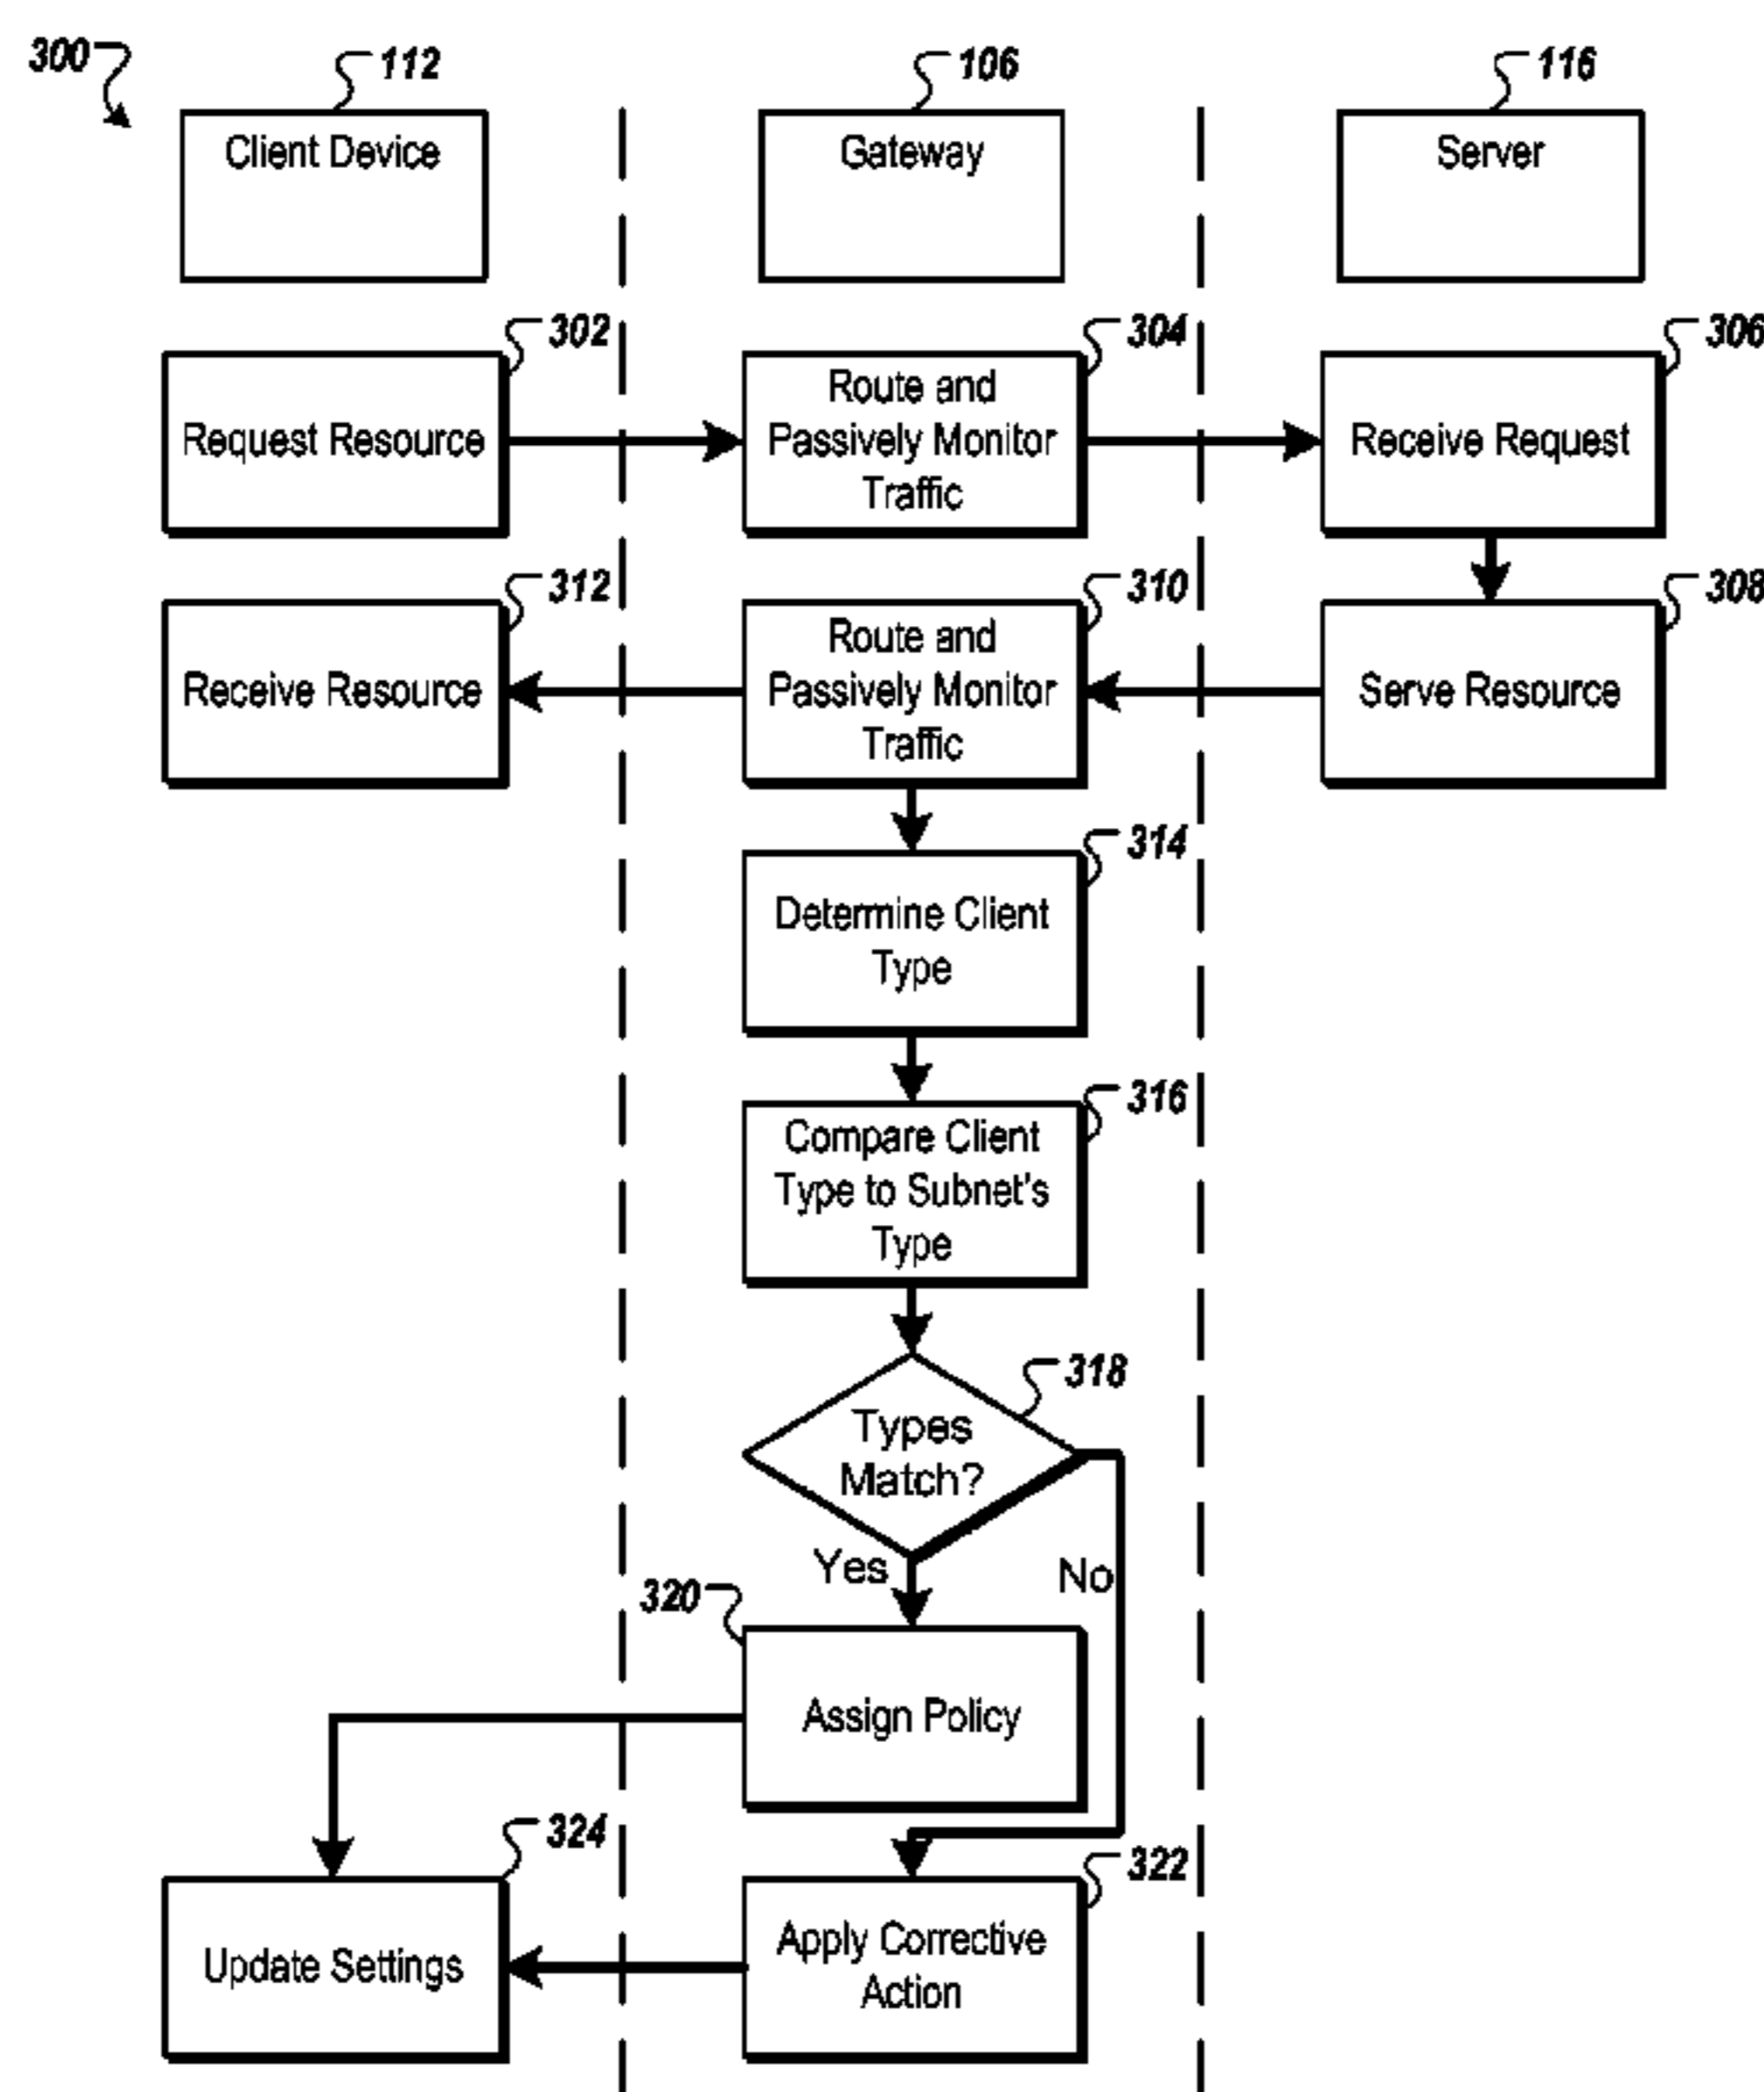 300
112
106
116
Client Device
Gateway
Server
302
304
306
Request Resource
Route and
Passively Monitor
Traffic
Receive Request
312
310
308
Receive Resource
Route and
Passively Monitor
Traffic
Serve Resource
314
Determine Client
Type
316
Compare Client
Type to Subnet's
Type
318
Types
Match?
Yes
No
320
Assign Policy
324
322
Update Settings
Apply Corrective
Action